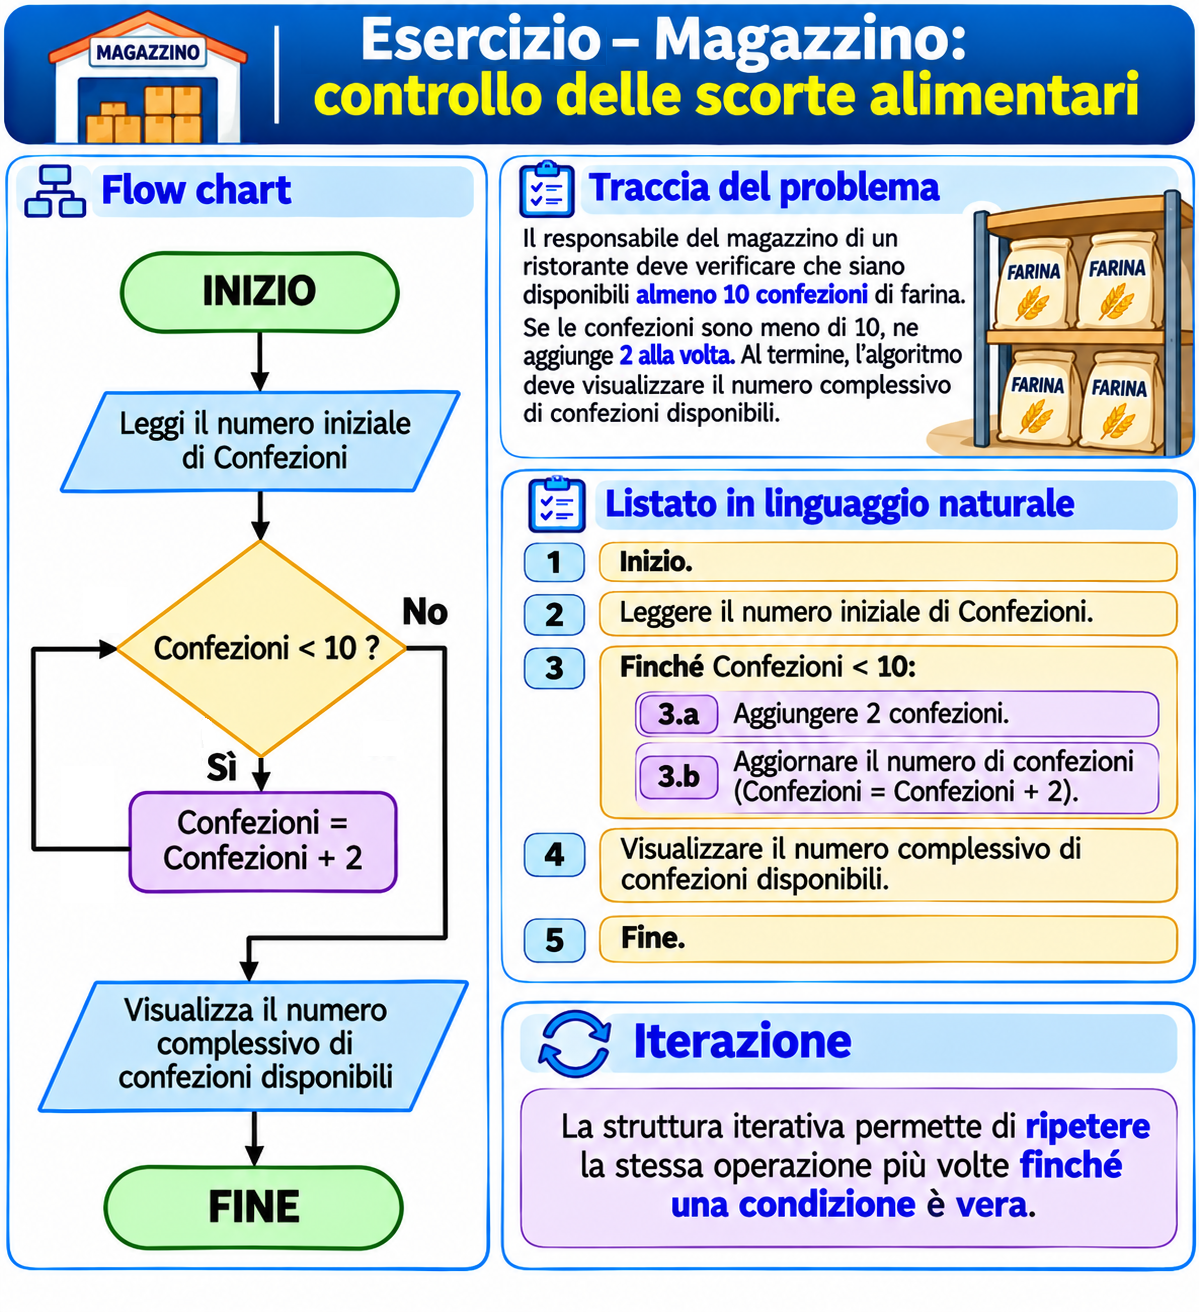 MAGAZZINO
Esercizio – Magazzino:
controllo delle scorte alimentari
Flow chart
INIZIO
Leggi il numero iniziale
di Confezioni
Confezioni < 10 ?
No
Sì
Confezioni =
Confezioni + 2
Visualizza il numero
complessivo di
confezioni disponibili
FINE
Traccia del problema
Il responsabile del magazzino di un
ristorante deve verificare che siano
disponibili almeno 10 confezioni di farina.
Se le confezioni sono meno di 10, ne
aggiunge 2 alla volta. Al termine, l'algoritmo
deve visualizzare il numero complessivo
di confezioni disponibili.
FARINA
FARINA
FARINA
FARINA
Listato in linguaggio naturale
1 Inizio.
2 Leggere il numero iniziale di Confezioni.
3 Finché Confezioni < 10:
3.a Aggiungere 2 confezioni.
3.b Aggiornare il numero di confezioni
(Confezioni = Confezioni + 2).
4 Visualizzare il numero complessivo di
confezioni disponibili.
5 Fine.
Iterazione
La struttura iterativa permette di ripetere
la stessa operazione più volte finché
una condizione è vera.